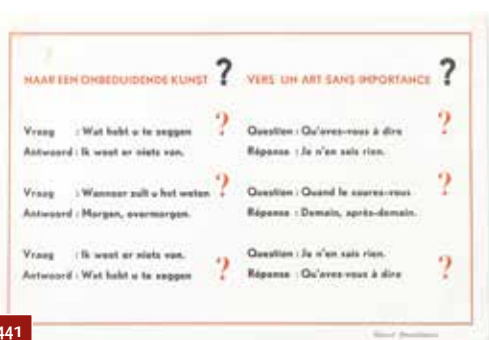 NAAR EEN ONBEDUIDENDE KUNST ?
Vraag : Wat hebt u te zeggen ?
Antwoord : Ik weet er niets van.
Vraag : Wanneer zult u het weten ?
Antwoord : Morgen, overmorgen.
Vraag : Ik weet er niets van.
Antwoord : Wat hebt u te zeggen ?
VERS UN ART SANS IMPORTANCE ?
Question : Qu'avez-vous à dire ?
Réponse : Je n'en sais rien.
Question : Quand le saurez-vous ?
Réponse : Demain, après-demain.
Question : Je n'en sais rien.
Réponse : Qu'avez-vous à dire ?
441